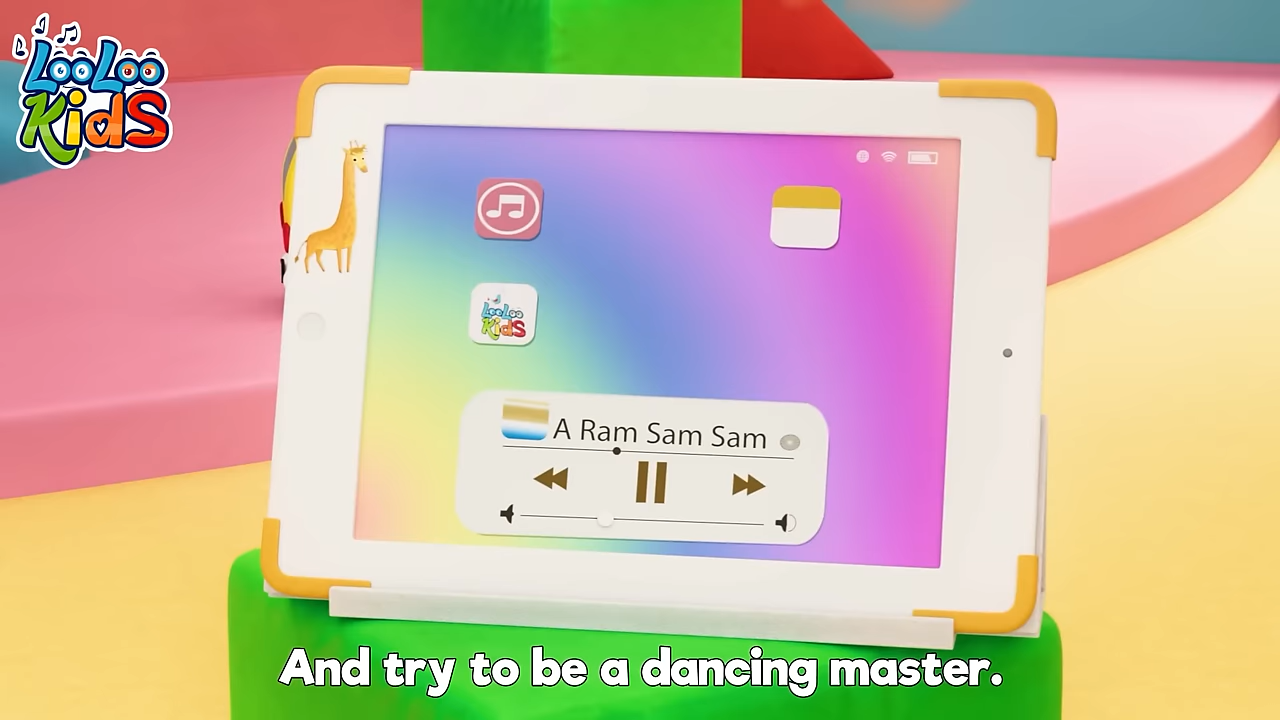 LooLoo
Kids
LooLoo
Kids
A Ram Sam Sam
And try to be a dancing master.